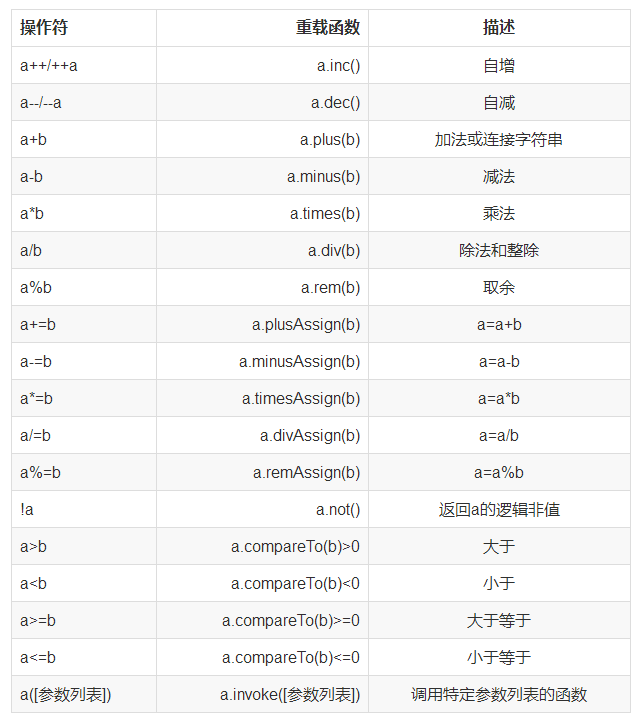 操作符 重载函数 描述
a++/++a a.inc() 自增
a--/--a a.dec() 自减
a+b a.plus(b) 加法或连接字符串
a-b a.minus(b) 减法
a*b a.times(b) 乘法
a/b a.div(b) 除法和整除
a%b a.rem(b) 取余
a+=b a.plusAssign(b) a=a+b
a-=b a.minusAssign(b) a=a-b
a*=b a.timesAssign(b) a=a*b
a/=b a.divAssign(b) a=a/b
a%=b a.remAssign(b) a=a%b
!a a.not() 返回a的逻辑非值
a>b a.compareTo(b)>0 大于
a<b a.compareTo(b)<0 小于
a>=b a.compareTo(b)>=0 大于等于
a<=b a.compareTo(b)<=0 小于等于
a([参数列表]) a.invoke([参数列表]) 调用特定参数列表的函数